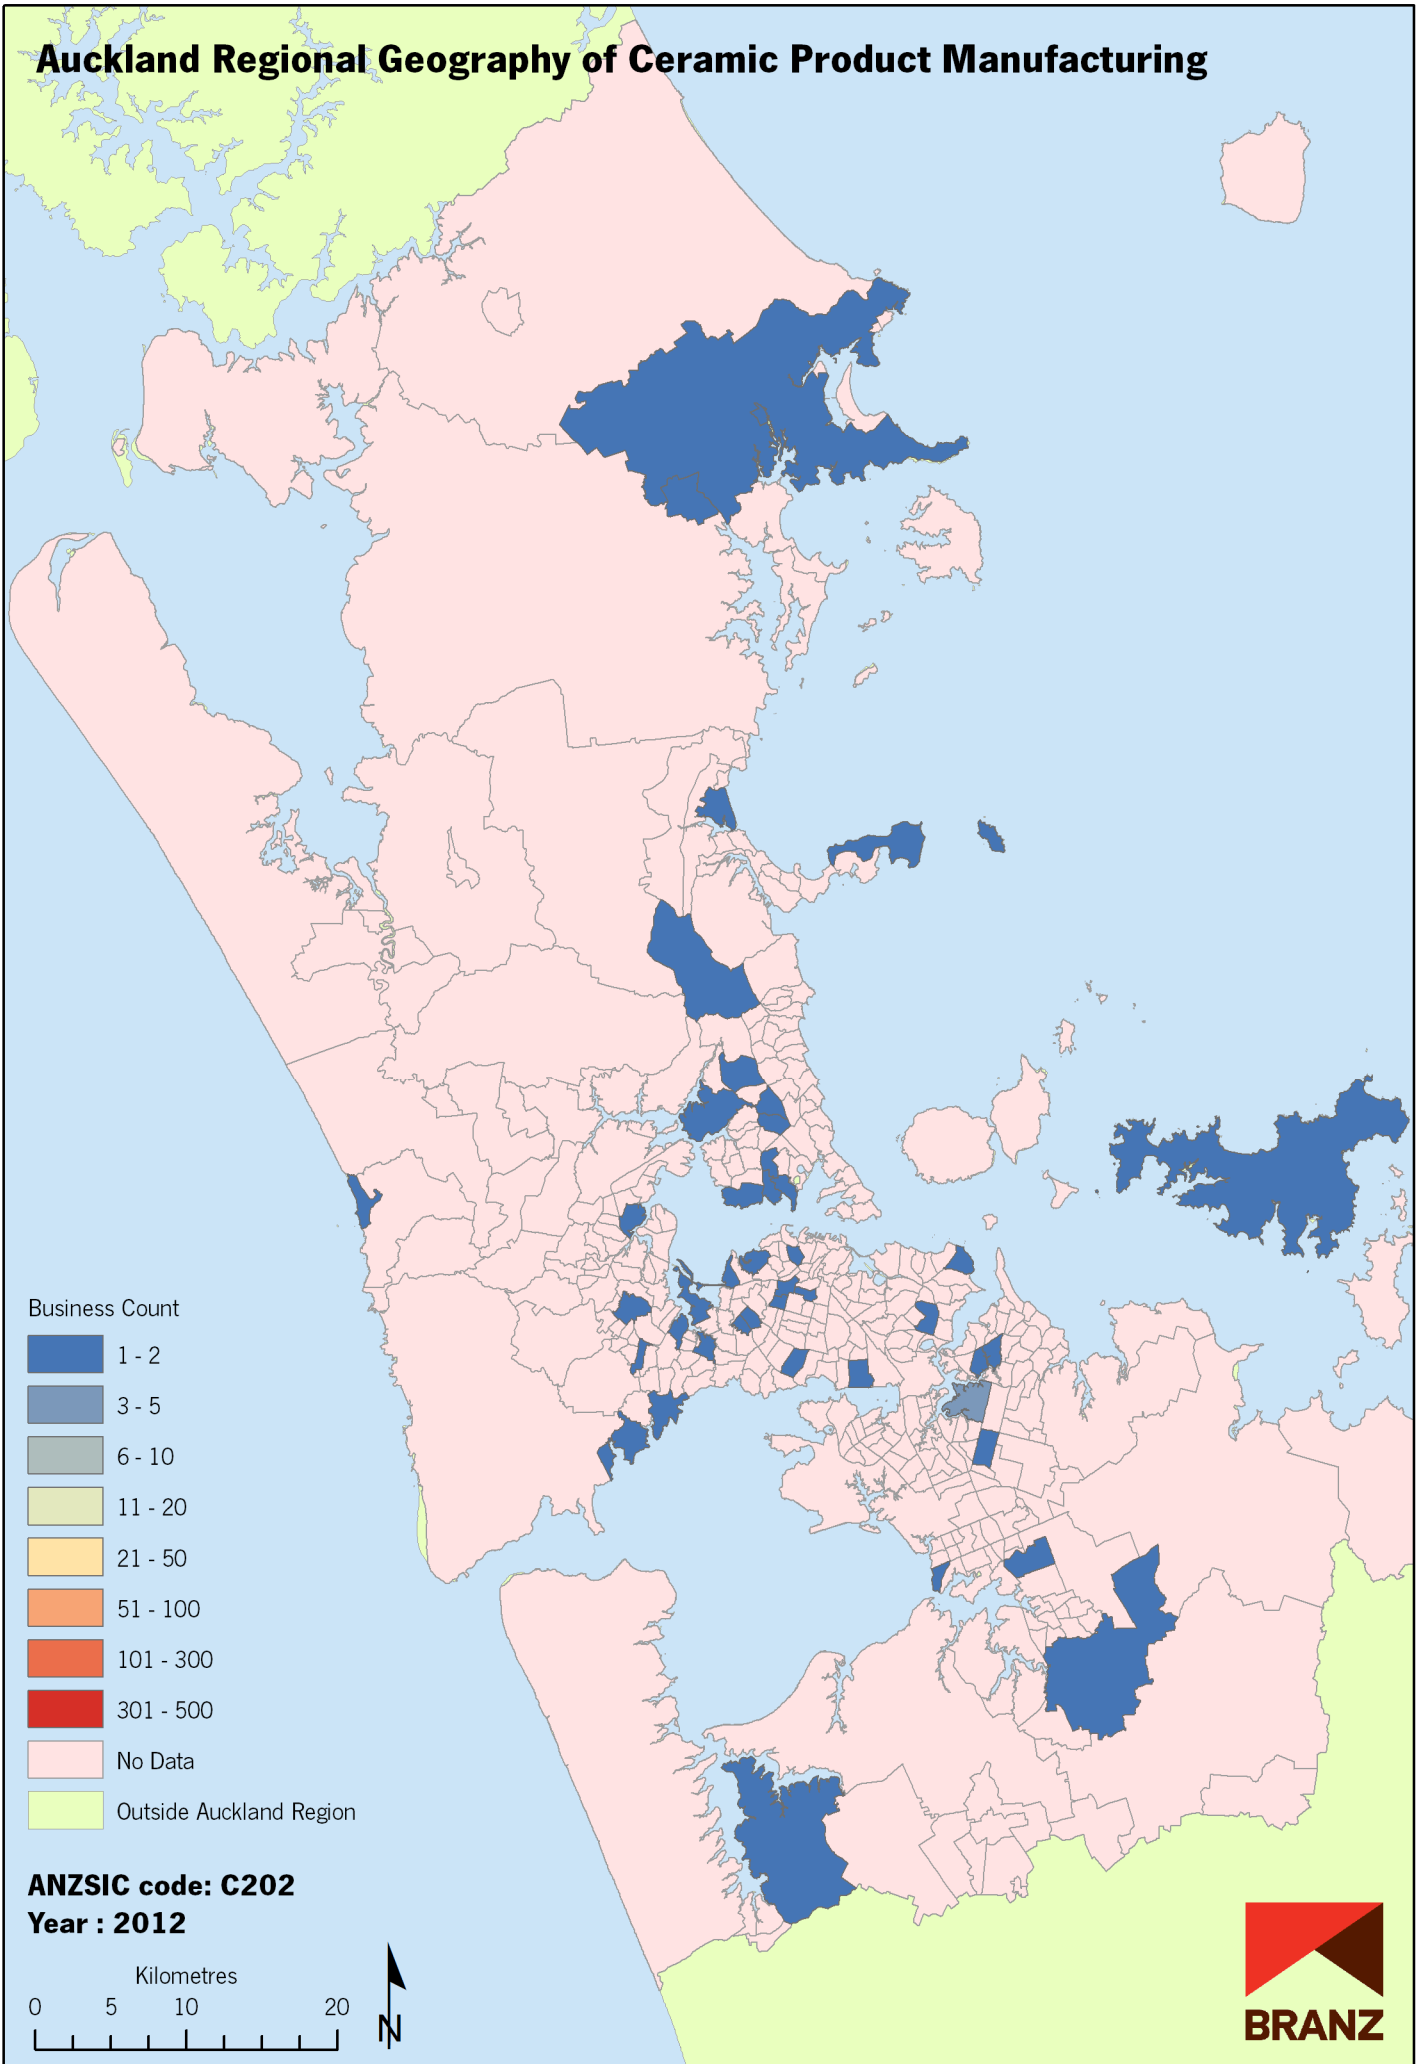 Auckland Regional Geography of Ceramic Product Manufacturing
Business Count
1 - 2
3 - 5
6 - 10
11 - 20
21 - 50
51 - 100
101 - 300
301 - 500
No Data
Outside Auckland Region
ANZSIC code: C202
Year : 2012
Kilometres
0 5 10 20
N
BRANZ